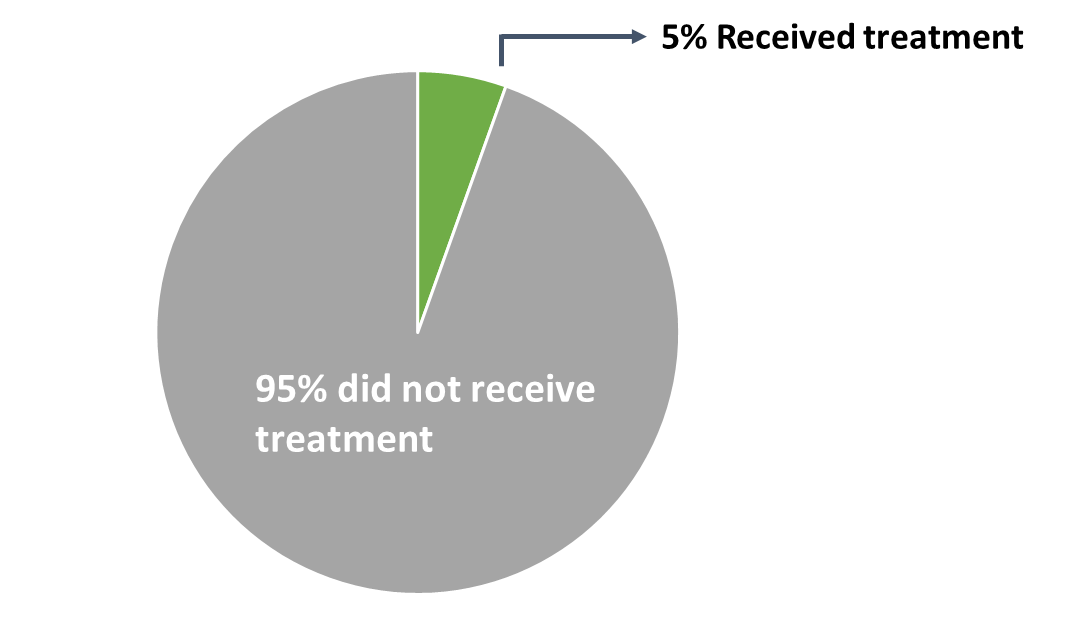 5% Received treatment
95% did not receive
treatment